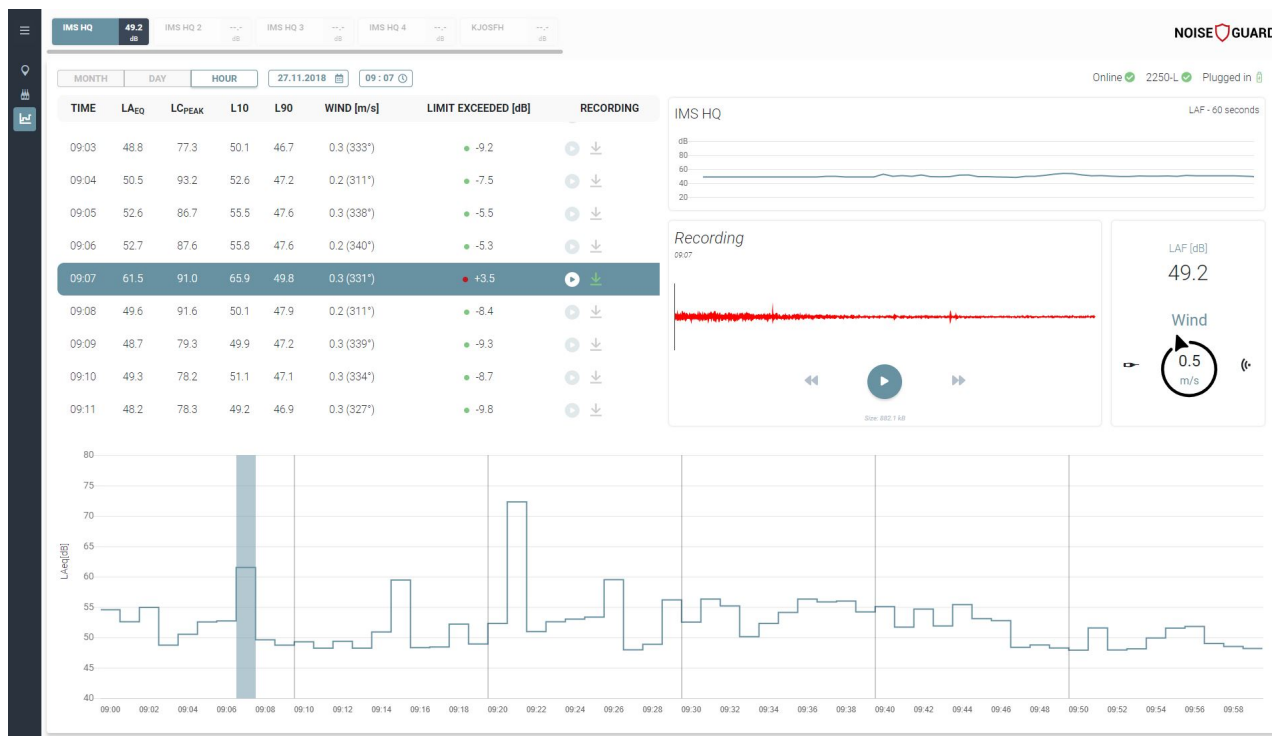 IMS HQ 49.2 dB IMS HQ 2 --.- dB IMS HQ 3 --.- dB IMS HQ 4 --.- dB KJOSFH --.- dB
NOISE GUARD
MONTH DAY HOUR 27.11.2018 09 : 07
Online 2250-L Plugged in
TIME LAEQ LCPEAK L10 L90 WIND [m/s] LIMIT EXCEEDED [dB] RECORDING
09:03 48.8 77.3 50.1 46.7 0.3 (333°) -9.2
09:04 50.5 93.2 52.6 47.2 0.2 (311°) -7.5
09:05 52.6 86.7 55.5 47.6 0.3 (338°) -5.5
09:06 52.7 87.6 55.8 47.6 0.2 (340°) -5.3
09:07 61.5 91.0 65.9 49.8 0.3 (331°) +3.5
09:08 49.6 91.6 50.1 47.9 0.2 (311°) -8.4
09:09 48.7 79.3 49.9 47.2 0.3 (339°) -9.3
09:10 49.3 78.2 51.1 47.1 0.3 (334°) -8.7
09:11 48.2 78.3 49.2 46.9 0.3 (327°) -9.8
IMS HQ LAF - 60 seconds
dB
80
60
40
20
Recording
09:07
Size: 882.1 kB
LAF [dB]
49.2
Wind
0.5
m/s
LAeq[dB]
80
75
70
65
60
55
50
45
40
09:00 09:02 09:04 09:06 09:08 09:10 09:12 09:14 09:16 09:18 09:20 09:22 09:24 09:26 09:28 09:30 09:32 09:34 09:36 09:38 09:40 09:42 09:44 09:46 09:48 09:50 09:52 09:54 09:56 09:58